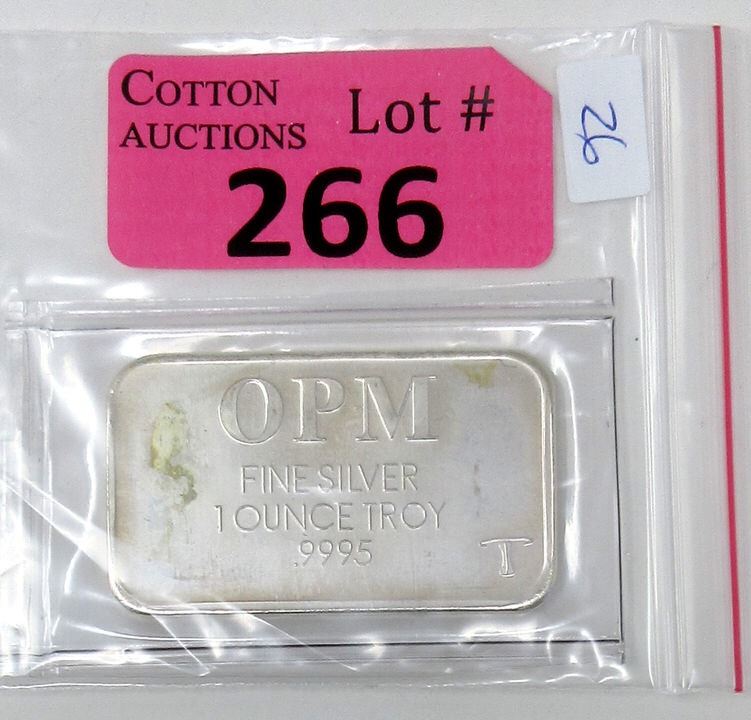 COTTON
AUCTIONS
Lot #
266
OPM
FINE SILVER
1 OUNCE TROY
.9995
T